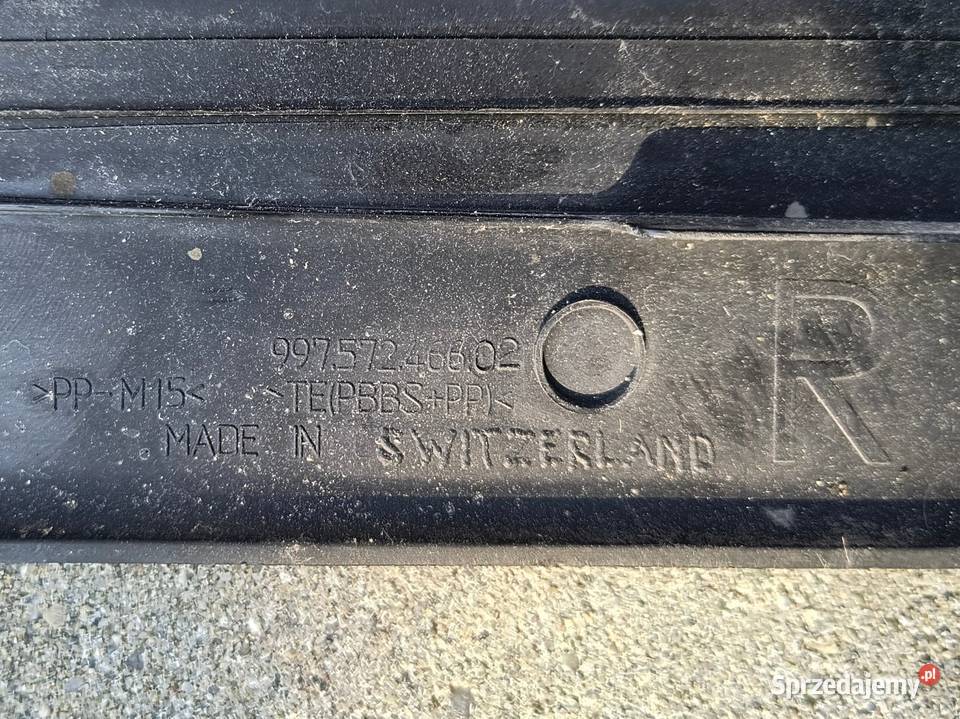 997.572.466.02
>PP-M15< >TE(PBBS+PP)<
MADE IN SWITZERLAND
R
Sprzedajemy.pl